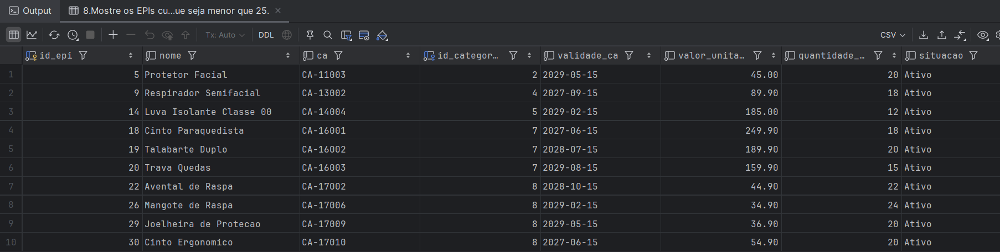 Output 8.Mostre os EPIs cu...ue seja menor que 25.
Tx: Auto DDL CSV
id_epi nome ca id_categor... validade_ca valor_unita... quantidade_... situacao
1 5 Protetor Facial CA-11003 2 2029-05-15 45.00 20 Ativo
2 9 Respirador Semifacial CA-13002 4 2027-09-15 89.90 18 Ativo
3 14 Luva Isolante Classe 00 CA-14004 5 2029-02-15 185.00 12 Ativo
4 18 Cinto Paraquedista CA-16001 7 2027-06-15 249.90 18 Ativo
5 19 Talabarte Duplo CA-16002 7 2028-07-15 189.90 20 Ativo
6 20 Trava Quedas CA-16003 7 2029-08-15 159.90 15 Ativo
7 22 Avental de Raspa CA-17002 8 2028-10-15 44.90 22 Ativo
8 26 Mangote de Raspa CA-17006 8 2029-02-15 34.90 24 Ativo
9 29 Joelheira de Protecao CA-17009 8 2029-05-15 36.90 20 Ativo
10 30 Cinto Ergonomico CA-17010 8 2027-06-15 54.90 20 Ativo